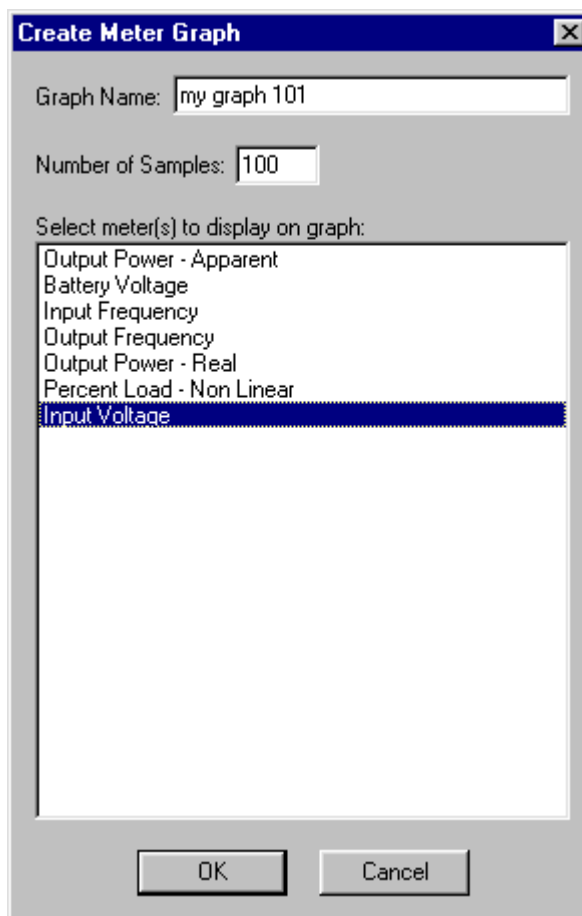 Create Meter Graph
Graph Name: my graph 101
Number of Samples: 100
Select meter(s) to display on graph:
Output Power - Apparent
Battery Voltage
Input Frequency
Output Frequency
Output Power - Real
Percent Load - Non Linear
Input Voltage
OK Cancel